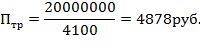 Птр = 20000000 / 4100 = 4878руб.